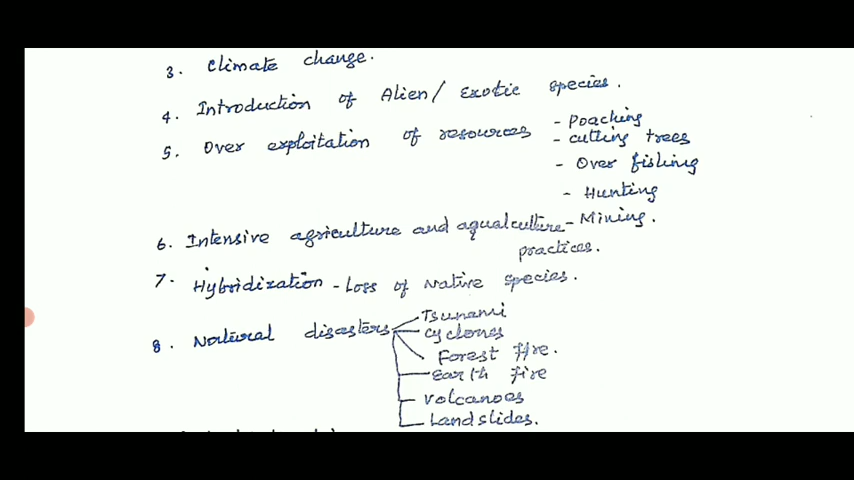 3. Climate change.
4. Introduction of Alien/ Exotic species.
5. Over exploitation of resources - poaching
- cutting trees
- Over fishing
- Hunting
- Mining.
6. Intensive agriculture and aqualculture
practices.
7. Hybridization - Loss of Native species.
8. Natural disasters
Tsunami
cyclones
Forest fire.
Earth fire
volcanoes
Landslides.